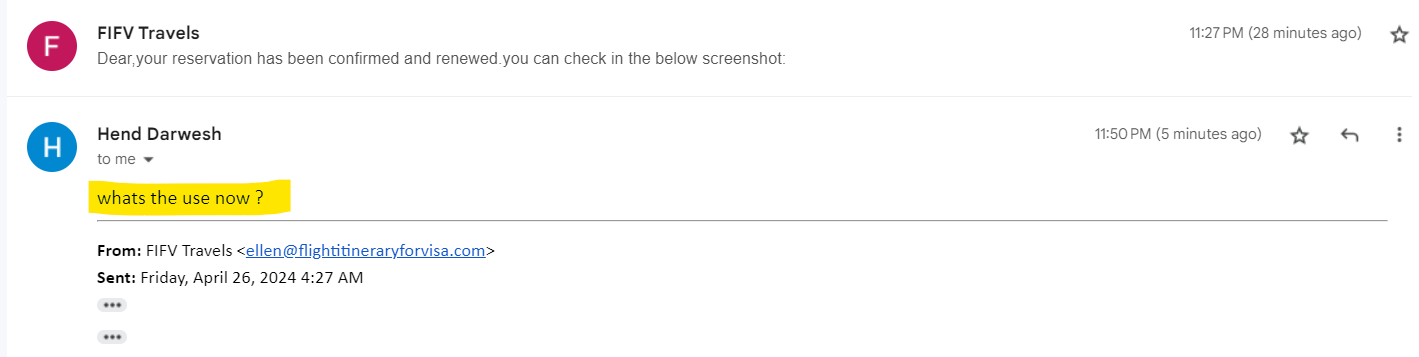 F
FIFV Travels 11:27 PM (28 minutes ago)
Dear,your reservation has been confirmed and renewed.you can check in the below screenshot:
H
Hend Darwesh 11:50 PM (5 minutes ago)
to me
whats the use now ?
From: FIFV Travels <ellen@flightitineraryforvisa.com>
Sent: Friday, April 26, 2024 4:27 AM